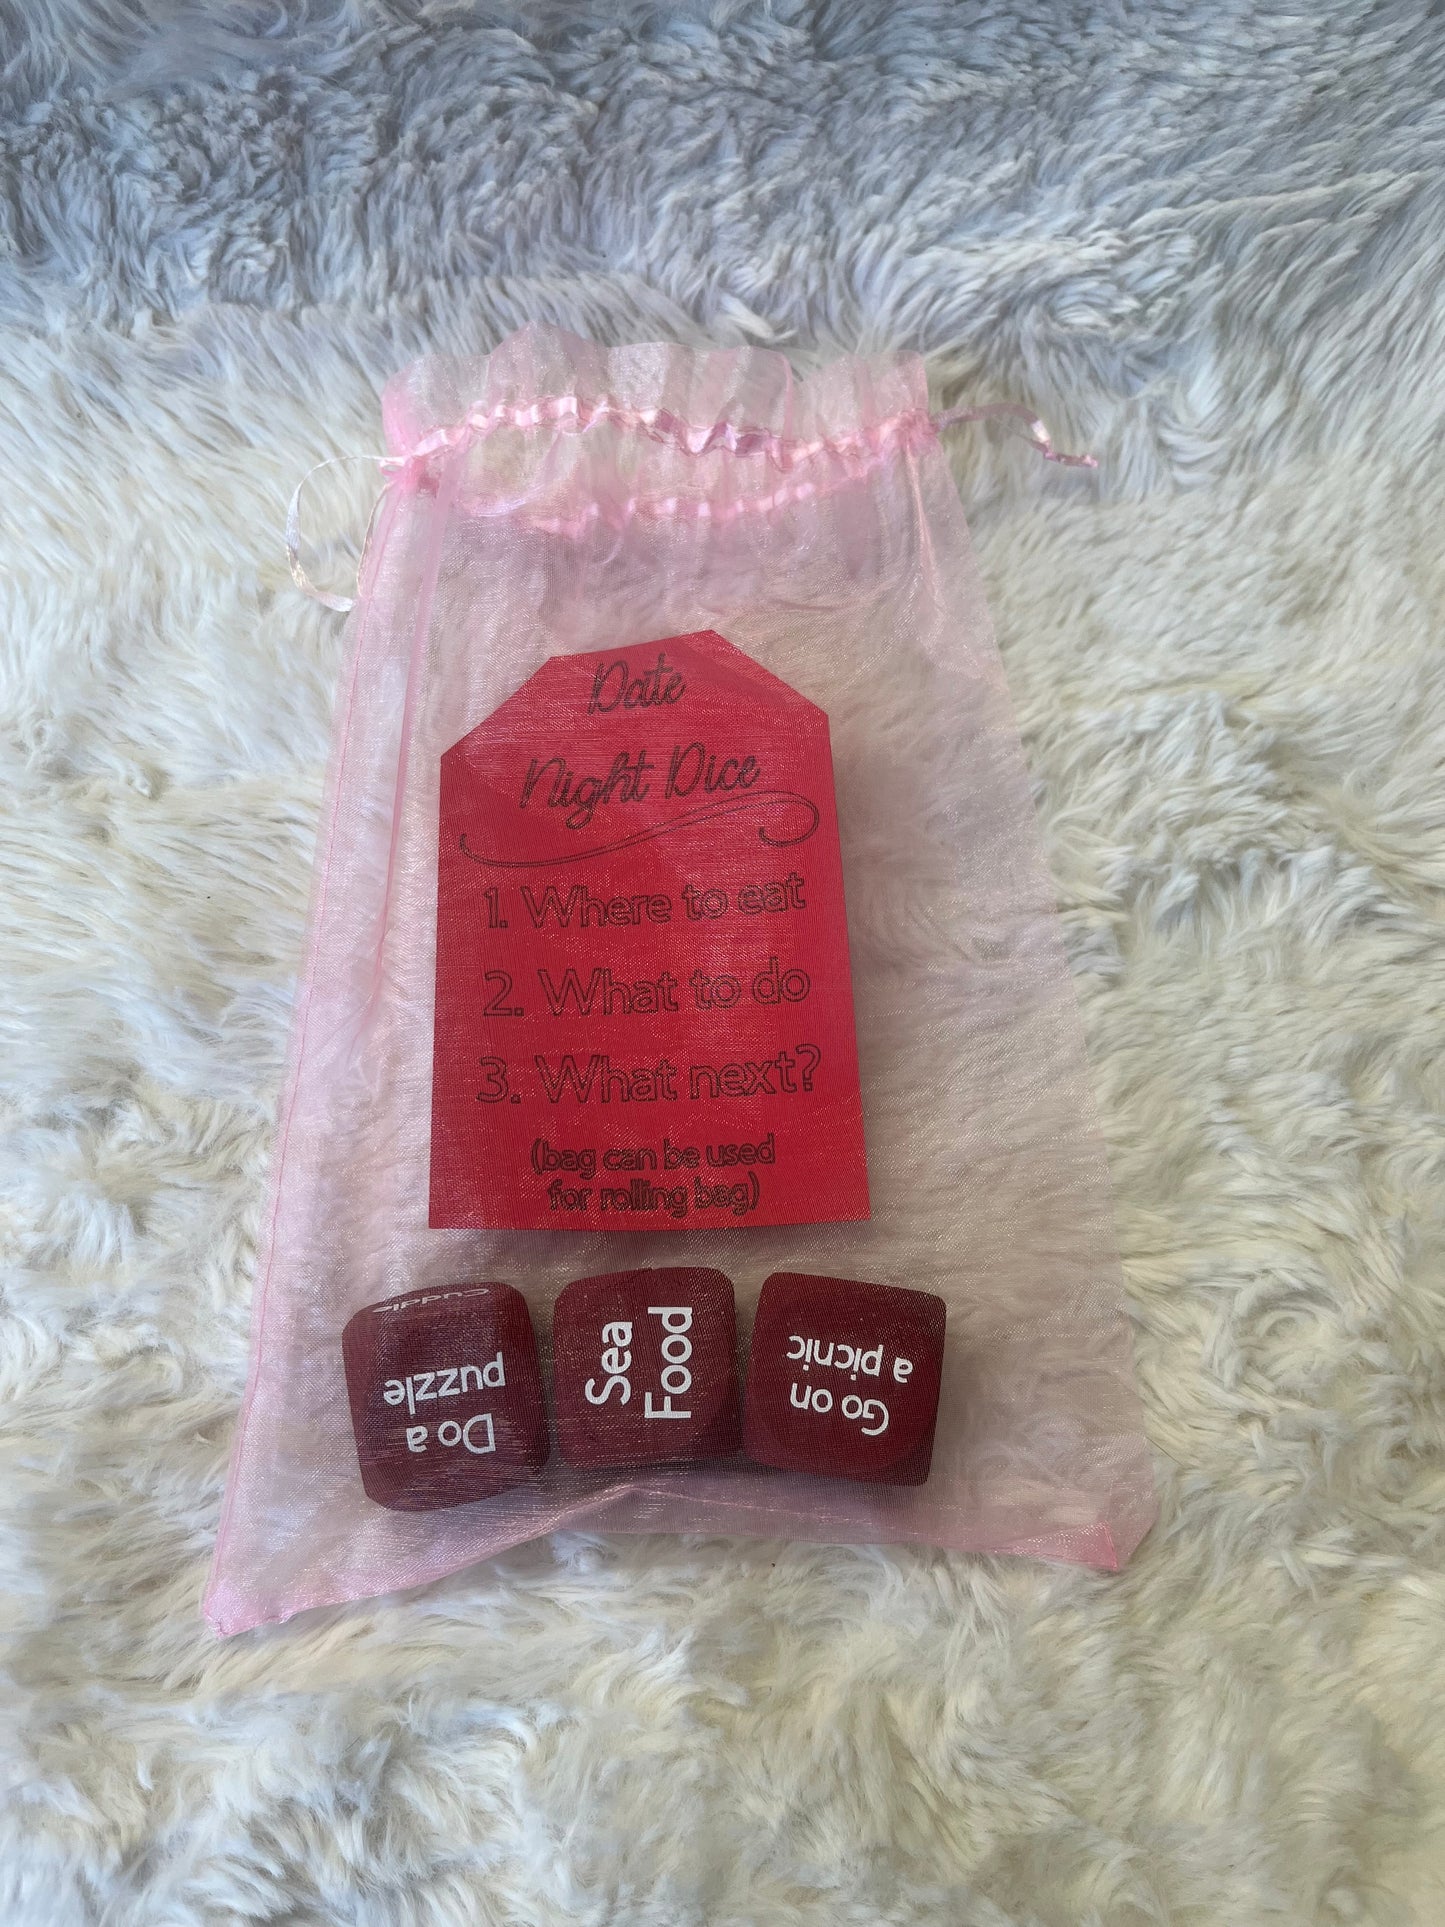 Date
Night Dice
1. Where to eat
2. What to do
3. What next?
(bag can be used
for rolling bag)
Cuddle
Do a
puzzle
Sea
Food
Go on
a picnic